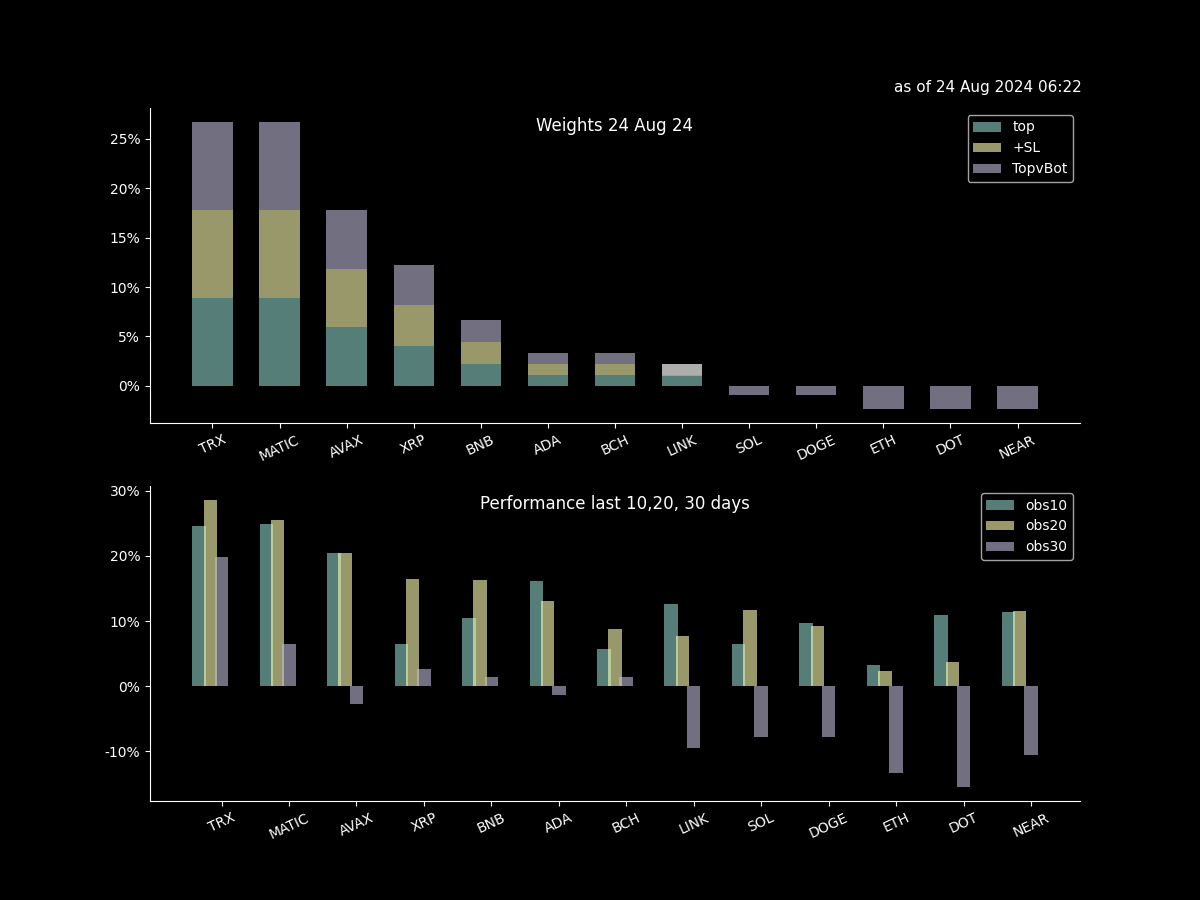 as of 24 Aug 2024 06:22
Weights 24 Aug 24
top
+SL
TopvBot
25%
20%
15%
10%
5%
0%
TRX MATIC AVAX XRP BNB ADA BCH LINK SOL DOGE ETH DOT NEAR
Performance last 10,20, 30 days
obs10
obs20
obs30
30%
20%
10%
0%
-10%
TRX MATIC AVAX XRP BNB ADA BCH LINK SOL DOGE ETH DOT NEAR